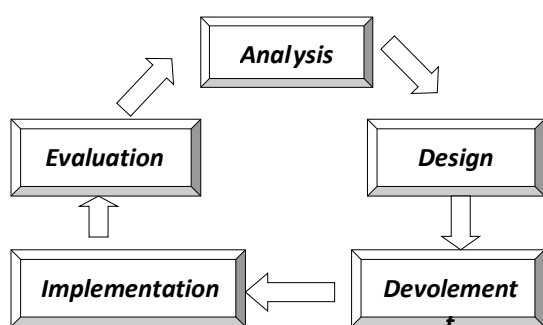 Analysis
Evaluation
Design
Implementation
Devolement
t